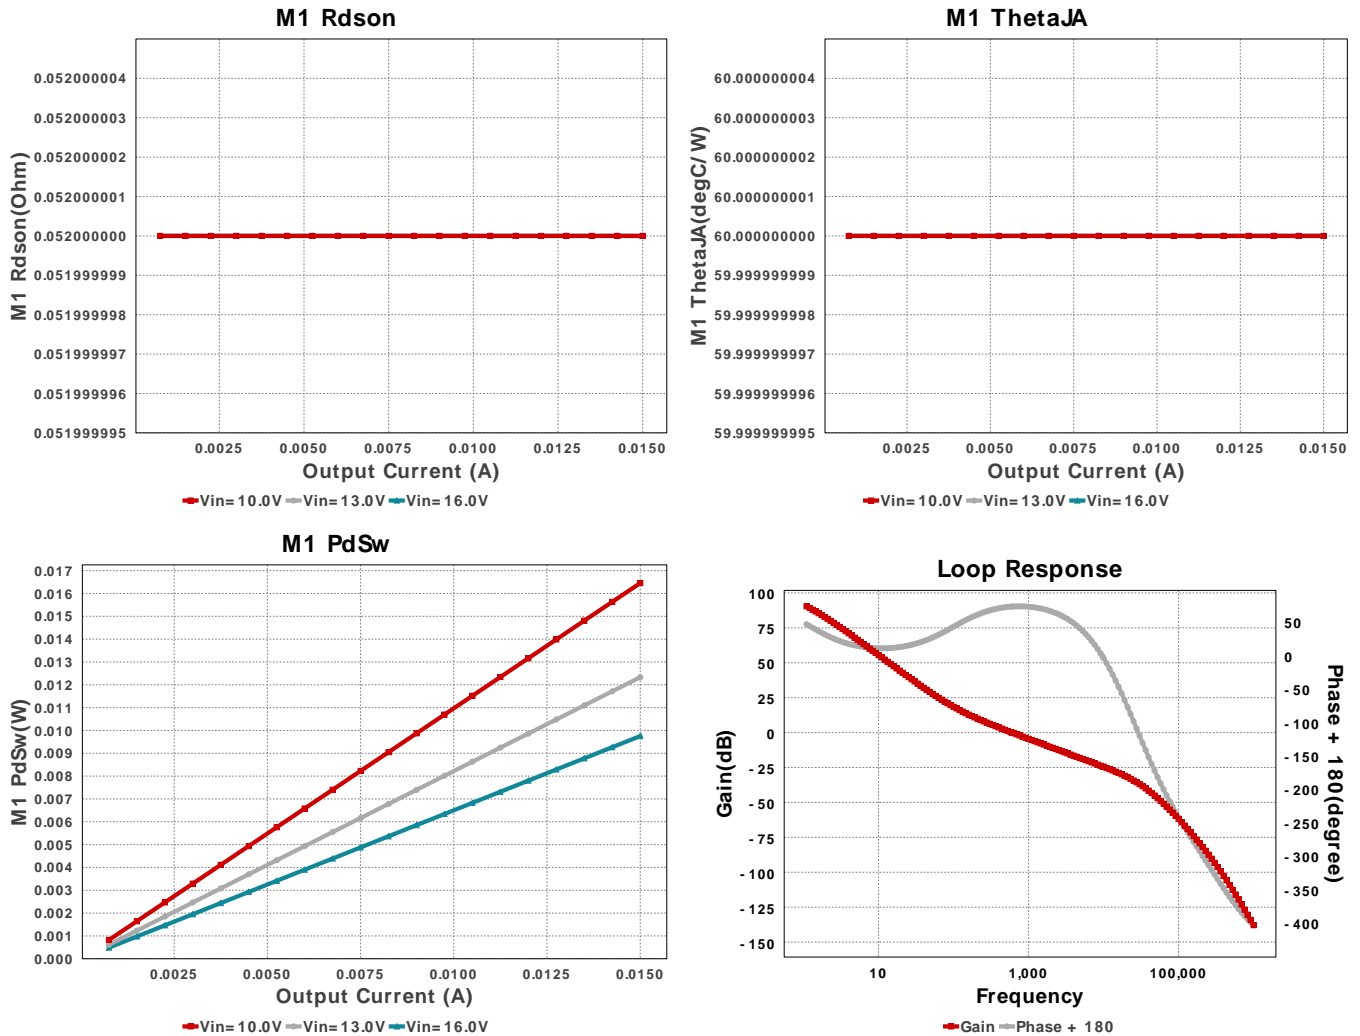 M1 Rdson
0.052000004
0.052000003
0.052000002
0.052000001
0.052000000
0.051999999
0.051999998
0.051999997
0.051999996
0.051999995
M1 Rdson(Ohm)
0.0025 0.0050 0.0075 0.0100 0.0125 0.0150
Output Current (A)
Vin= 10.0V Vin= 13.0V Vin= 16.0V
M1 ThetaJA
60.000000004
60.000000003
60.000000002
60.000000001
60.000000000
59.999999999
59.999999998
59.999999997
59.999999996
59.999999995
M1 ThetaJA(degC/W)
0.0025 0.0050 0.0075 0.0100 0.0125 0.0150
Output Current (A)
Vin= 10.0V Vin= 13.0V Vin= 16.0V
M1 PdSw
0.017
0.016
0.015
0.014
0.013
0.012
0.011
0.010
0.009
0.008
0.007
0.006
0.005
0.004
0.003
0.002
0.001
0.000
M1 PdSw(W)
0.0025 0.0050 0.0075 0.0100 0.0125 0.0150
Output Current (A)
Vin= 10.0V Vin= 13.0V Vin= 16.0V
Loop Response
100
75
50
25
0
-25
-50
-75
-100
-125
-150
Gain(dB)
50
0
-50
-100
-150
-200
-250
-300
-350
-400
Phase + 180(degree)
10 1,000 100,000
Frequency
Gain Phase + 180